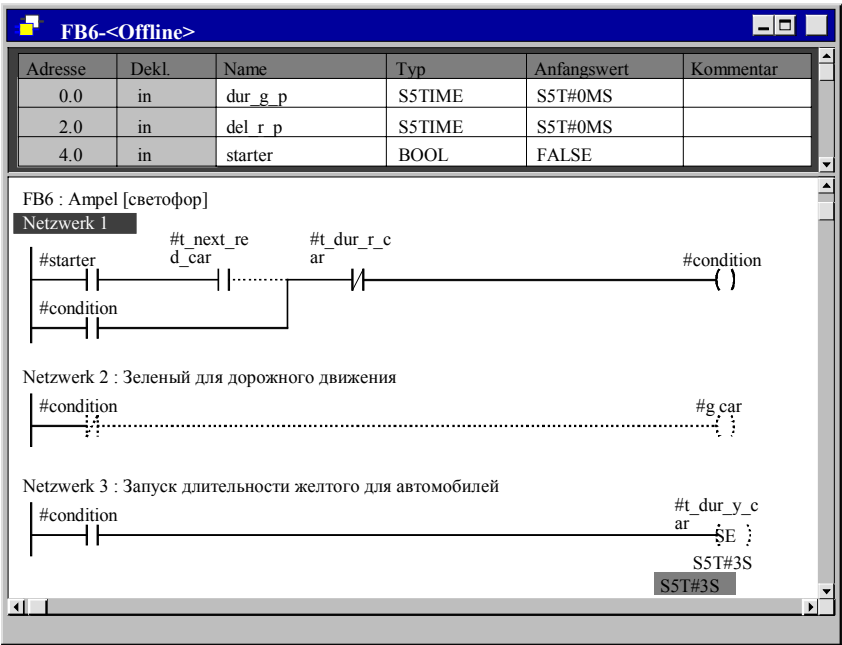 FB6-<Offline>
Adresse Dekl. Name Typ Anfangswert Kommentar
0.0 in dur_g_p S5TIME S5T#0MS
2.0 in del_r_p S5TIME S5T#0MS
4.0 in starter BOOL FALSE
FB6 : Ampel [светофор]
Netzwerk 1
#starter #t_next_re #t_dur_r_c #condition
d_car ar
#condition
Netzwerk 2 : Зеленый для дорожного движения
#condition #g car
Netzwerk 3 : Запуск длительности желтого для автомобилей
#condition #t_dur_y_c
ar
SE
S5T#3S
S5T#3S